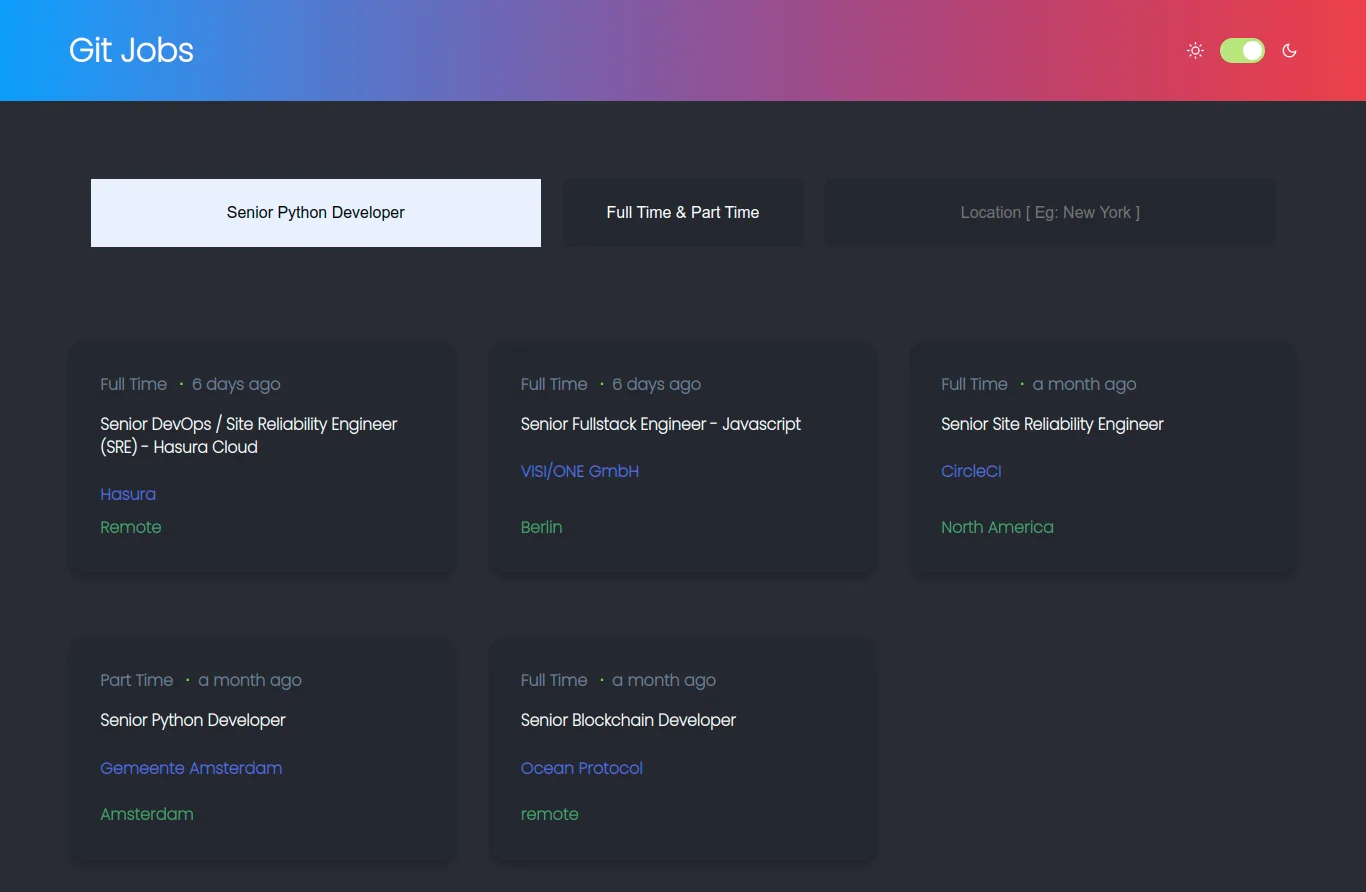 Git Jobs
Senior Python Developer
Full Time & Part Time
Location [ Eg: New York ]
Full Time · 6 days ago
Senior DevOps / Site Reliability Engineer
(SRE) - Hasura Cloud
Hasura
Remote
Full Time · 6 days ago
Senior Fullstack Engineer - Javascript
VISI/ONE GmbH
Berlin
Full Time · a month ago
Senior Site Reliability Engineer
CircleCI
North America
Part Time · a month ago
Senior Python Developer
Gemeente Amsterdam
Amsterdam
Full Time · a month ago
Senior Blockchain Developer
Ocean Protocol
remote